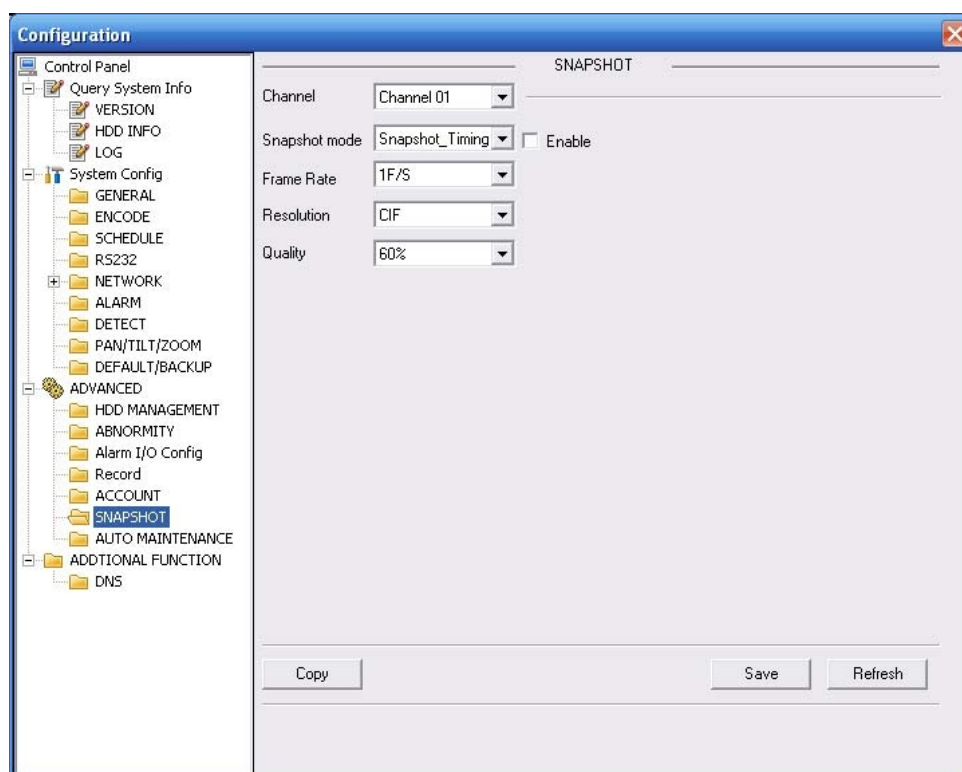 Configuration
Control Panel
Query System Info
VERSION
HDD INFO
LOG
System Config
GENERAL
ENCODE
SCHEDULE
RS232
NETWORK
ALARM
DETECT
PAN/TILT/ZOOM
DEFAULT/BACKUP
ADVANCED
HDD MANAGEMENT
ABNORMITY
Alarm I/O Config
Record
ACCOUNT
SNAPSHOT
AUTO MAINTENANCE
ADDTIONAL FUNCTION
DNS
SNAPSHOT
Channel Channel 01
Snapshot mode Snapshot_Timing Enable
Frame Rate 1F/S
Resolution CIF
Quality 60%
Copy Save Refresh